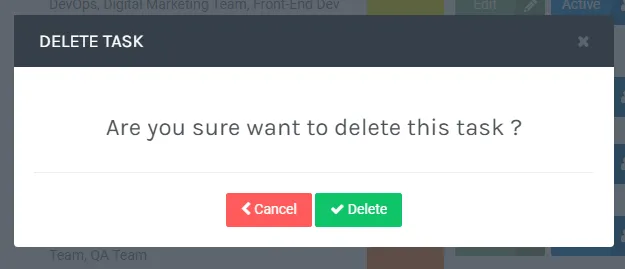 DevOps, Digital Marketing Team, Front-End Dev
Edit
Active
DELETE TASK
Are you sure want to delete this task ?
Cancel
Delete
Team, QA Team